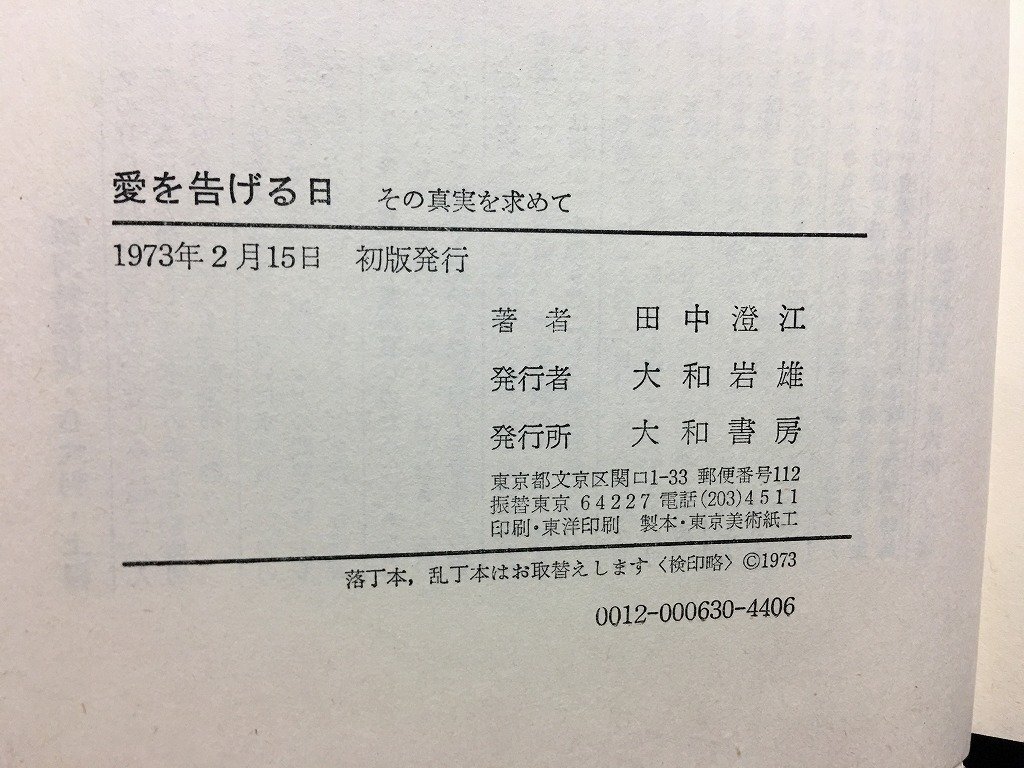 愛を告げる日 その真実を求めて
1973年2月15日 初版発行
著者 田中澄江
発行者 大和岩雄
発行所 大和書房
東京都文京区関口1-33 郵便番号112
振替東京 64227 電話(203)4511
印刷・東洋印刷 製本・東京美術紙工
落丁本，乱丁本はお取替えします〈検印略〉©1973
0012-000630-4406